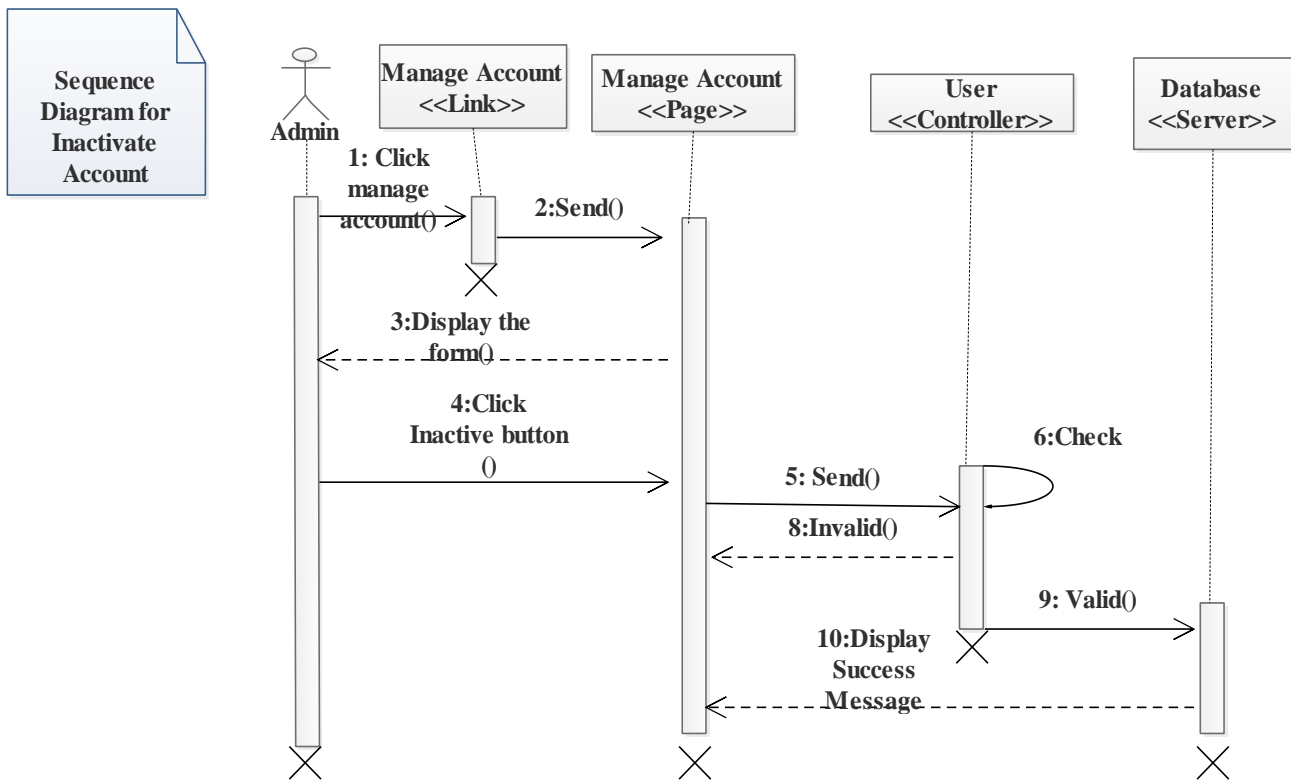 Sequence
Diagram for
Inactivate
Account
Admin
Manage Account
<<Link>>
Manage Account
<<Page>>
User
<<Controller>>
Database
<<Server>>
1: Click
manage
account()
2:Send()
3:Display the
form()
4:Click
Inactive button
()
5: Send()
6:Check
8:Invalid()
9: Valid()
10:Display
Success
Message